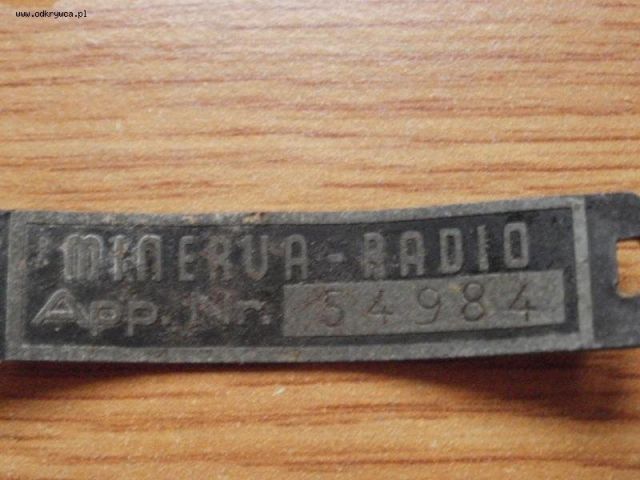 www.odkrywca.pl
MINERVA - RADIO
App. Nr. 54984